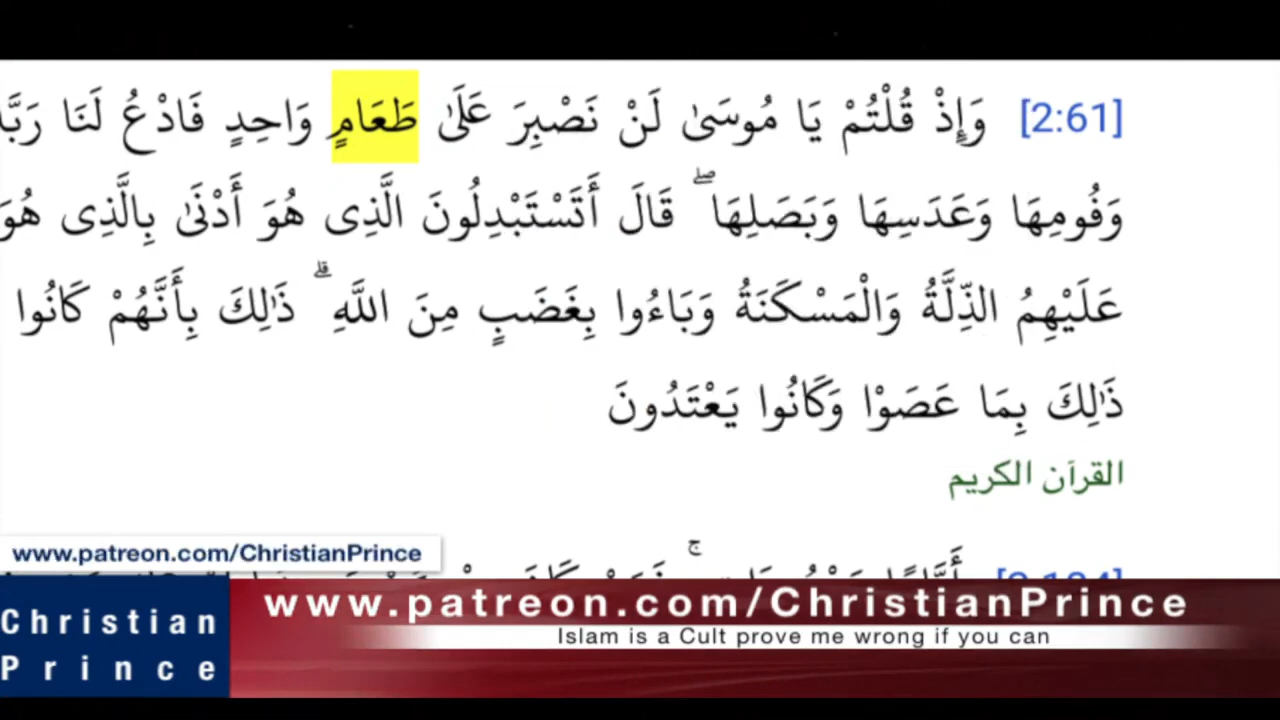 [2:61] وَإِذْ قُلْتُمْ يَا مُوسَىٰ لَنْ نَصْبِرَ عَلَىٰ طَعَامٍ وَاحِدٍ فَادْعُ لَنَا
وَفُومِهَا وَعَدَسِهَا وَبَصَلِهَا ۖ قَالَ أَتَسْتَبْدِلُونَ الَّذِى هُوَ أَدْنَىٰ بِالَّذِى هُوَ
عَلَيْهِمُ الذِّلَّةُ وَالْمَسْكَنَةُ وَبَاءُوا بِغَضَبٍ مِنَ اللَّهِ ۗ ذَٰلِكَ بِأَنَّهُمْ كَانُوا
ذَٰلِكَ بِمَا عَصَوْا وَكَانُوا يَعْتَدُونَ
القرآن الكريم
www.patreon.com/ChristianPrince
www.patreon.com/ChristianPrince
Islam is a Cult prove me wrong if you can
Christian
Prince